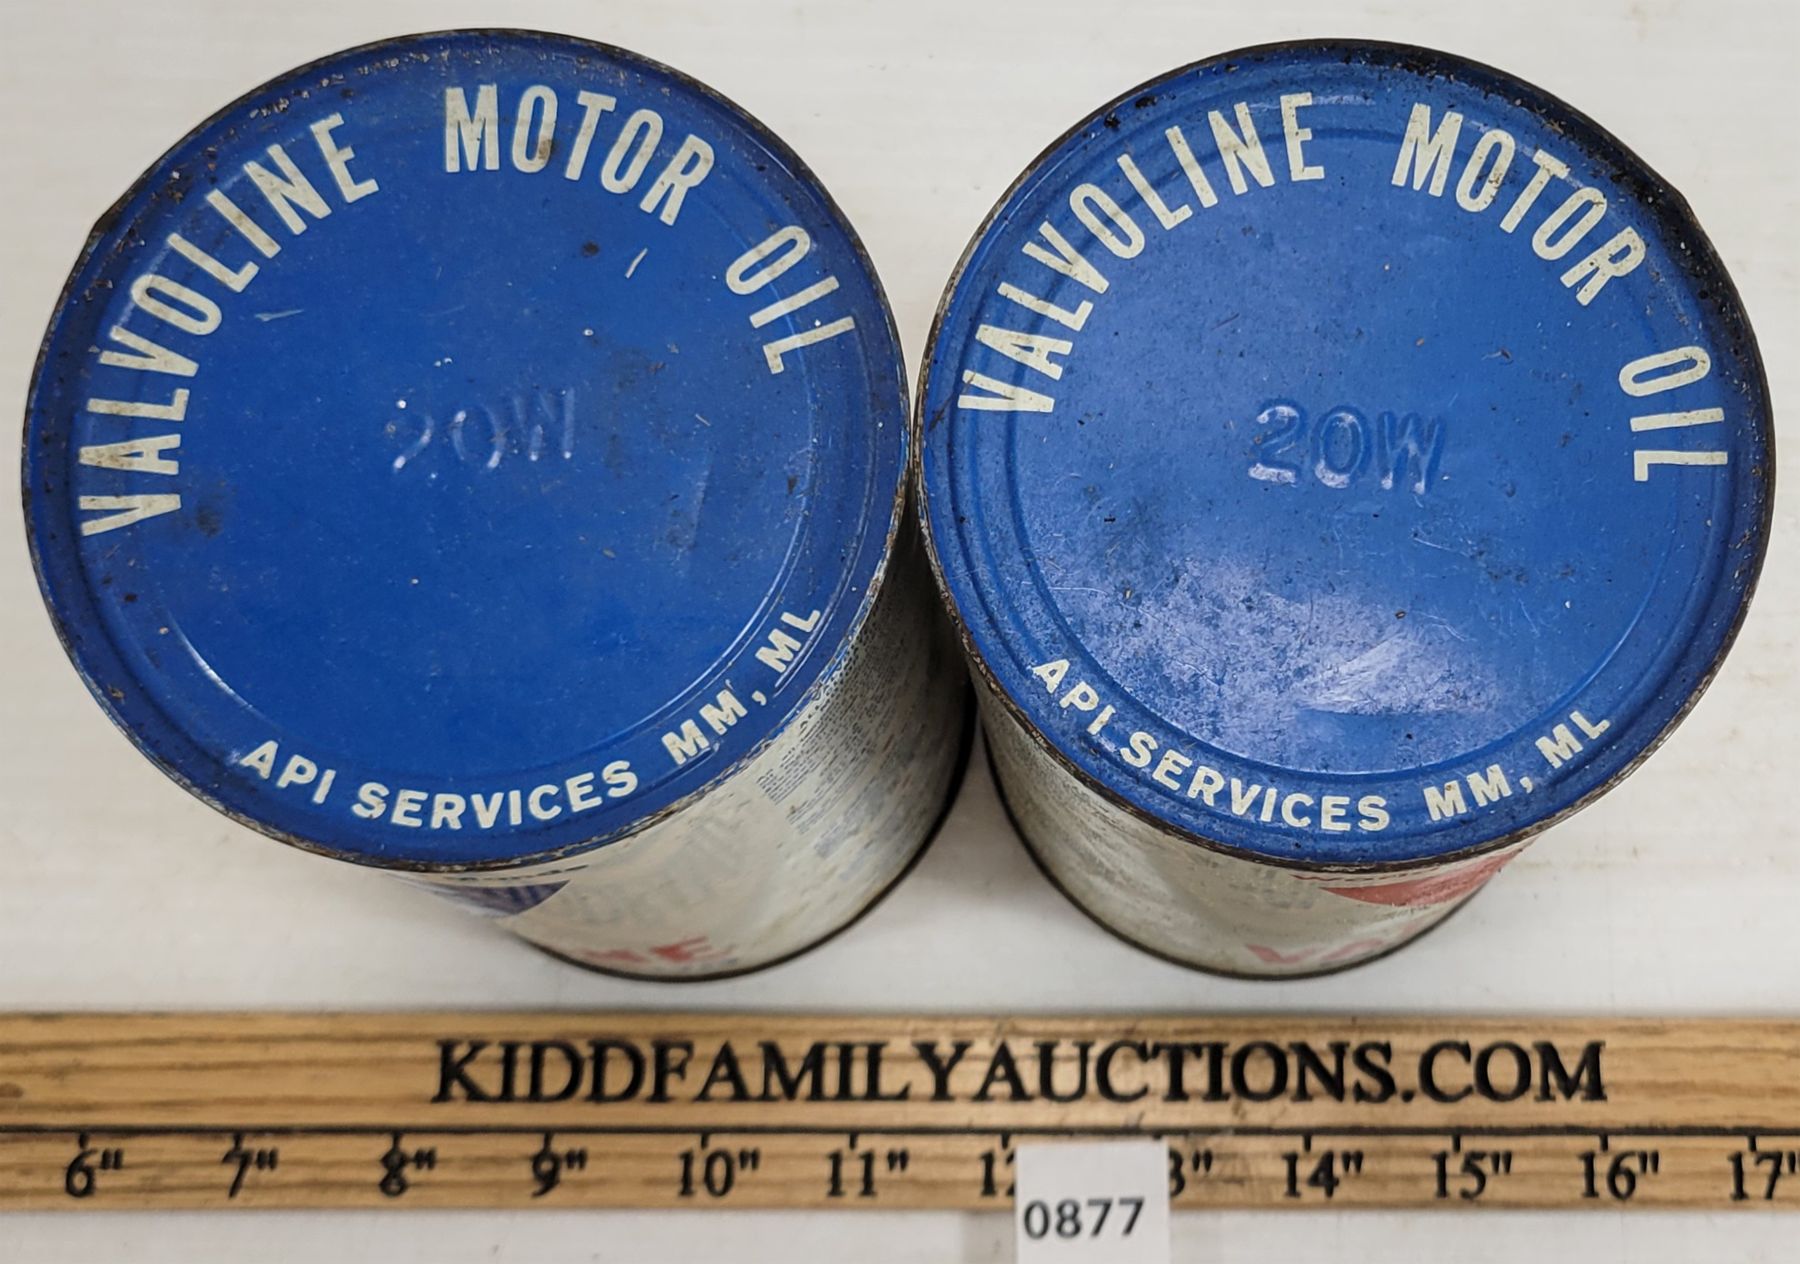 VALVOLINE MOTOR OIL
20W
API SERVICES MM, ML
VALVOLINE MOTOR OIL
20W
API SERVICES MM, ML
KIDDFAMILYAUCTIONS.COM
6" 7" 8" 9" 10" 11" 14" 15" 16" 17"
0877